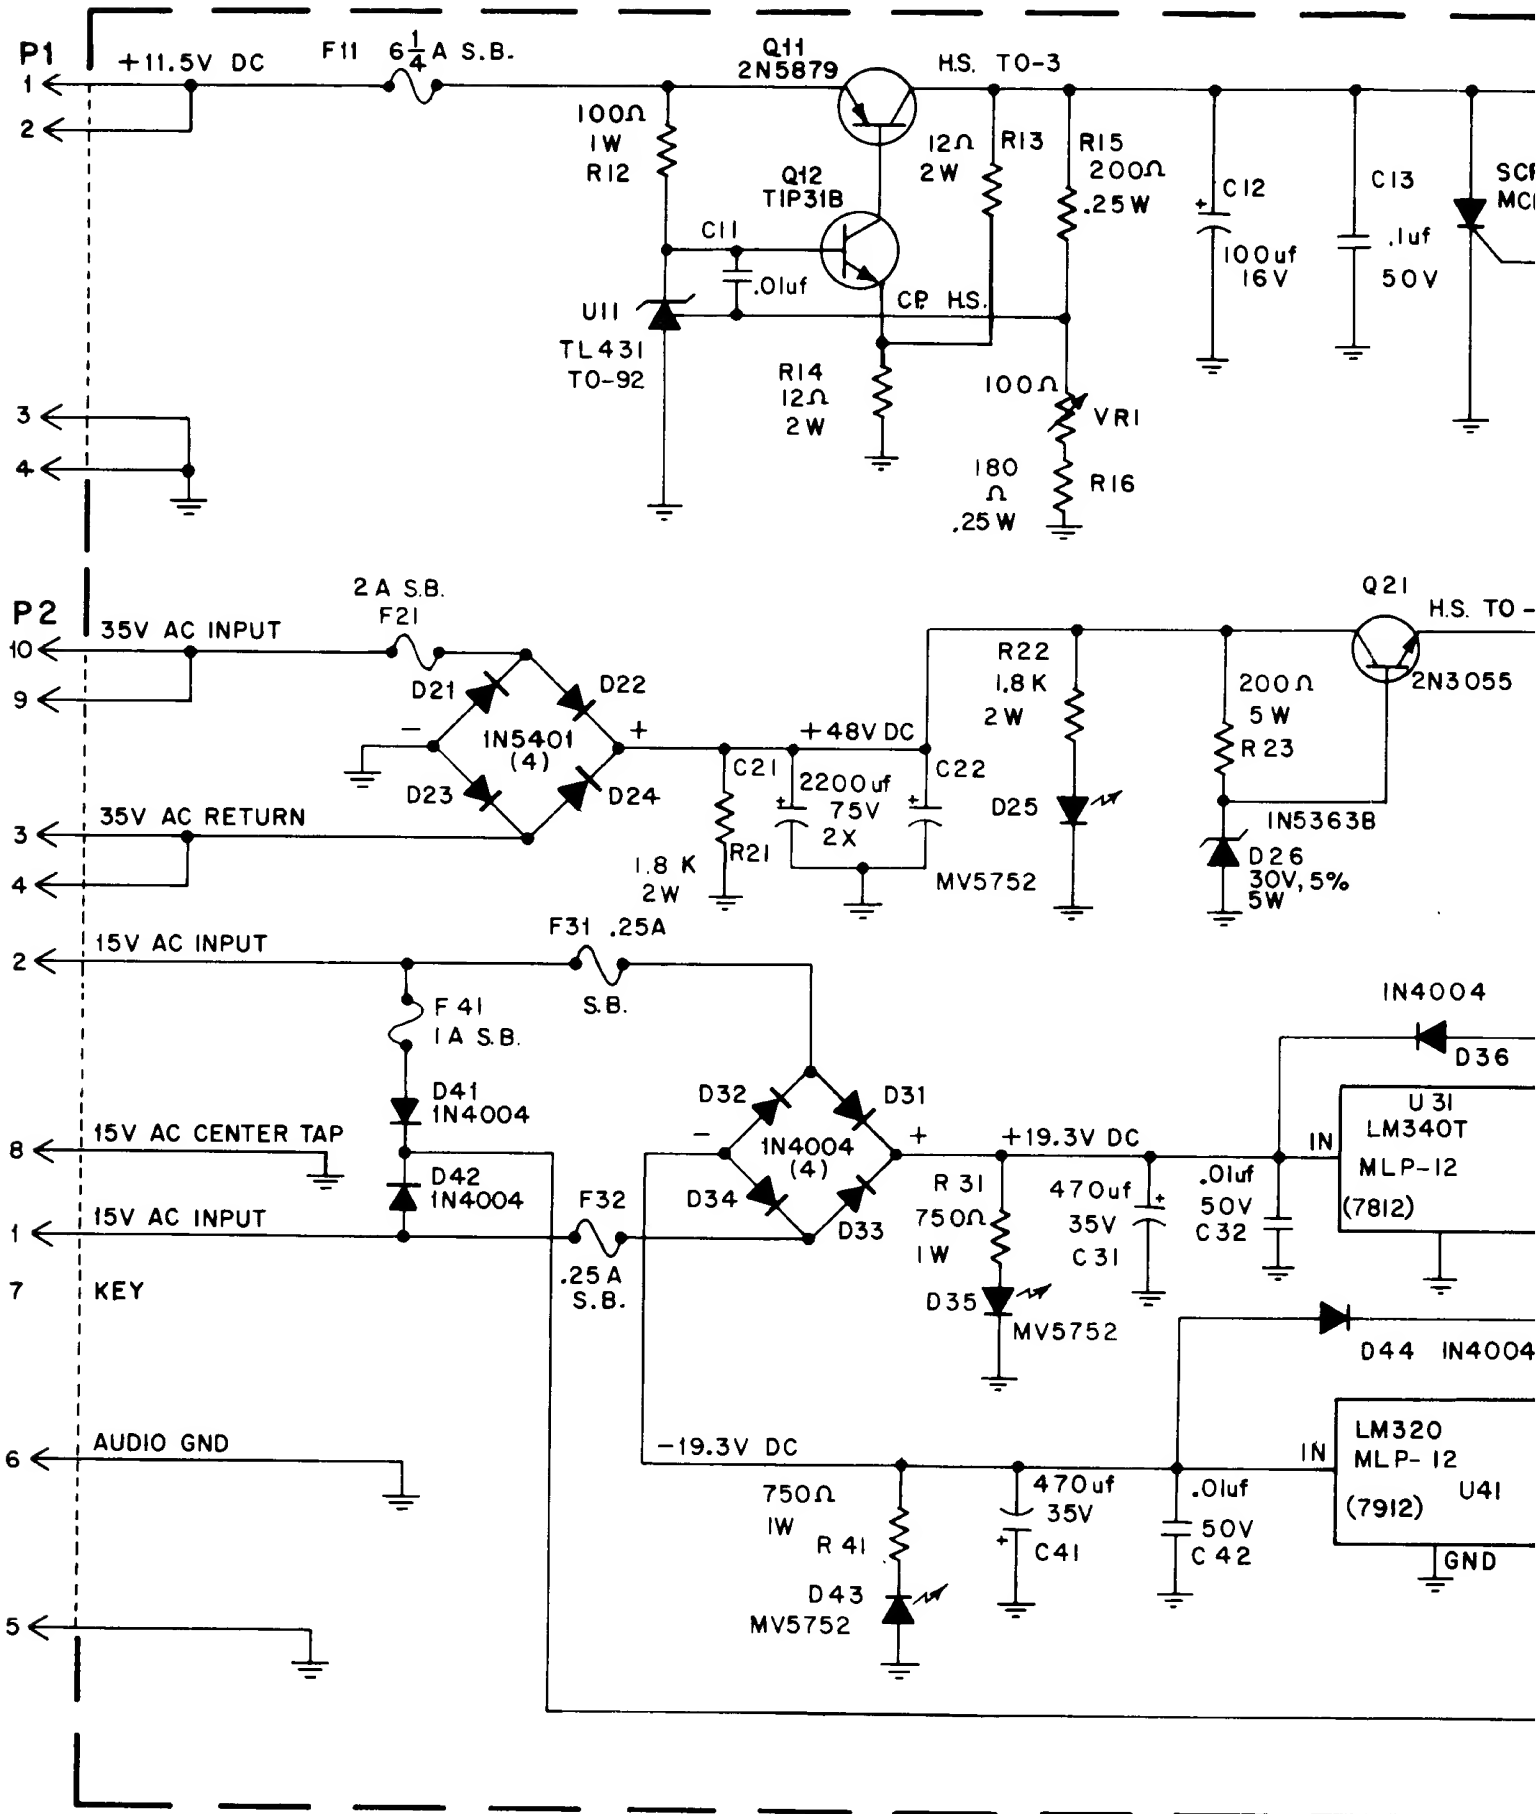 P1
+11.5V DC
F11 6 1/4 A S.B.
Q11
2N5879
H.S. TO-3
1
2
100Ω
1W
R12
12Ω
2W
R13
R15
200Ω
.25W
Q12
TIP31B
C11
.01uf
C12
+
100uf
16V
C13
.1uf
50V
U11
TL431
TO-92
CP. H.S.
R14
12Ω
2W
100Ω
VR1
180
Ω
.25W
R16
3
4
P2
2A S.B.
F21
Q21
H.S. TO-
2N3055
10
35V AC INPUT
9
D21
D22
1N5401
(4)
D23
D24
-
+
+48V DC
C21
2200uf
75V
2X
+
C22
+
R22
1.8K
2W
D25
200Ω
5W
R23
1N5363B
D26
30V, 5%
5W
3
35V AC RETURN
4
1.8 K
2W
R21
MV5752
2
15V AC INPUT
F31 .25A
S.B.
F41
1A S.B.
1N4004
D36
D41
1N4004
D32
D31
1N4004
(4)
-
+
+19.3V DC
IN
U31
LM340T
MLP-12
(7812)
8
15V AC CENTER TAP
D42
1N4004
D34
D33
R31
750Ω
1W
470uf
35V
C31
+
.01uf
50V
C32
1
15V AC INPUT
F32
.25A
S.B.
7
KEY
D35
MV5752
D44 1N4004
6
AUDIO GND
-19.3V DC
IN
LM320
MLP-12
(7912)
U41
GND
750Ω
1W
R41
470uf
35V
+
C41
.01uf
50V
C42
D43
MV5752
5